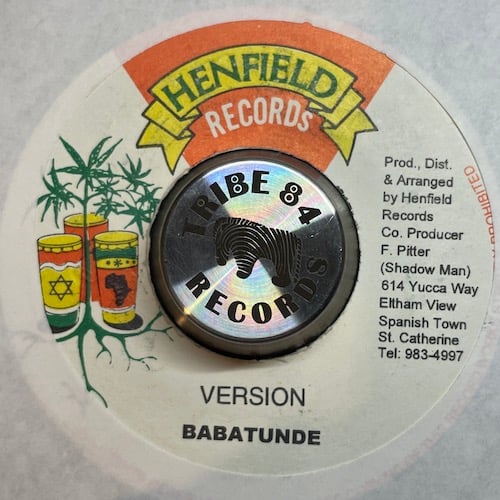 HENFIELD
RECORDS
Prod., Dist.
& Arranged
by Henfield
Records
Co. Producer
F. Pitter
(Shadow Man)
614 Yucca Way
Eltham View
Spanish Town
St. Catherine
Tel: 983-4997
PROHIBITED
TRIBE 84
RECORDS
VERSION
BABATUNDE